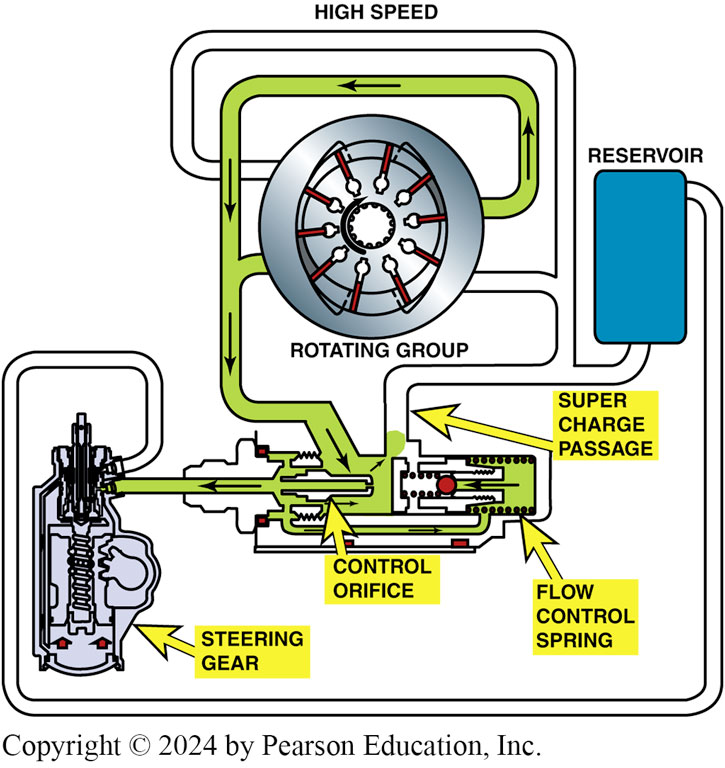 HIGH SPEED
RESERVOIR
ROTATING GROUP
SUPER
CHARGE
PASSAGE
CONTROL
ORIFICE
FLOW
CONTROL
SPRING
STEERING
GEAR
Copyright © 2024 by Pearson Education, Inc.